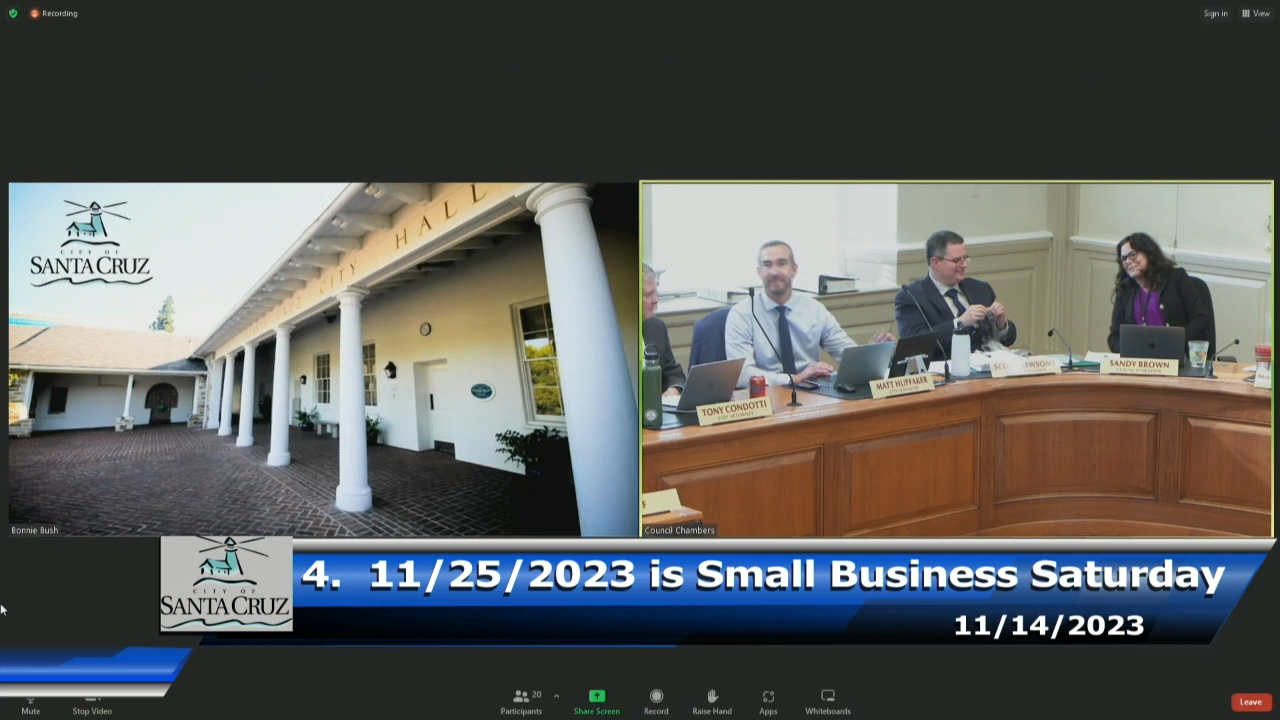 Recording
Sign in
View
CITY OF
SANTA CRUZ
CITY HALL
Bonnie Bush
TONY CONDOTTI
CITY ATTORNEY
MATT HUFFAKER
CITY MANAGER
SANDY BROWN
Council Chambers
CITY OF
SANTA CRUZ
4. 11/25/2023 is Small Business Saturday
11/14/2023
Mute
Stop Video
Participants
20
Share Screen
Record
Raise Hand
Apps
Whiteboards
Leave